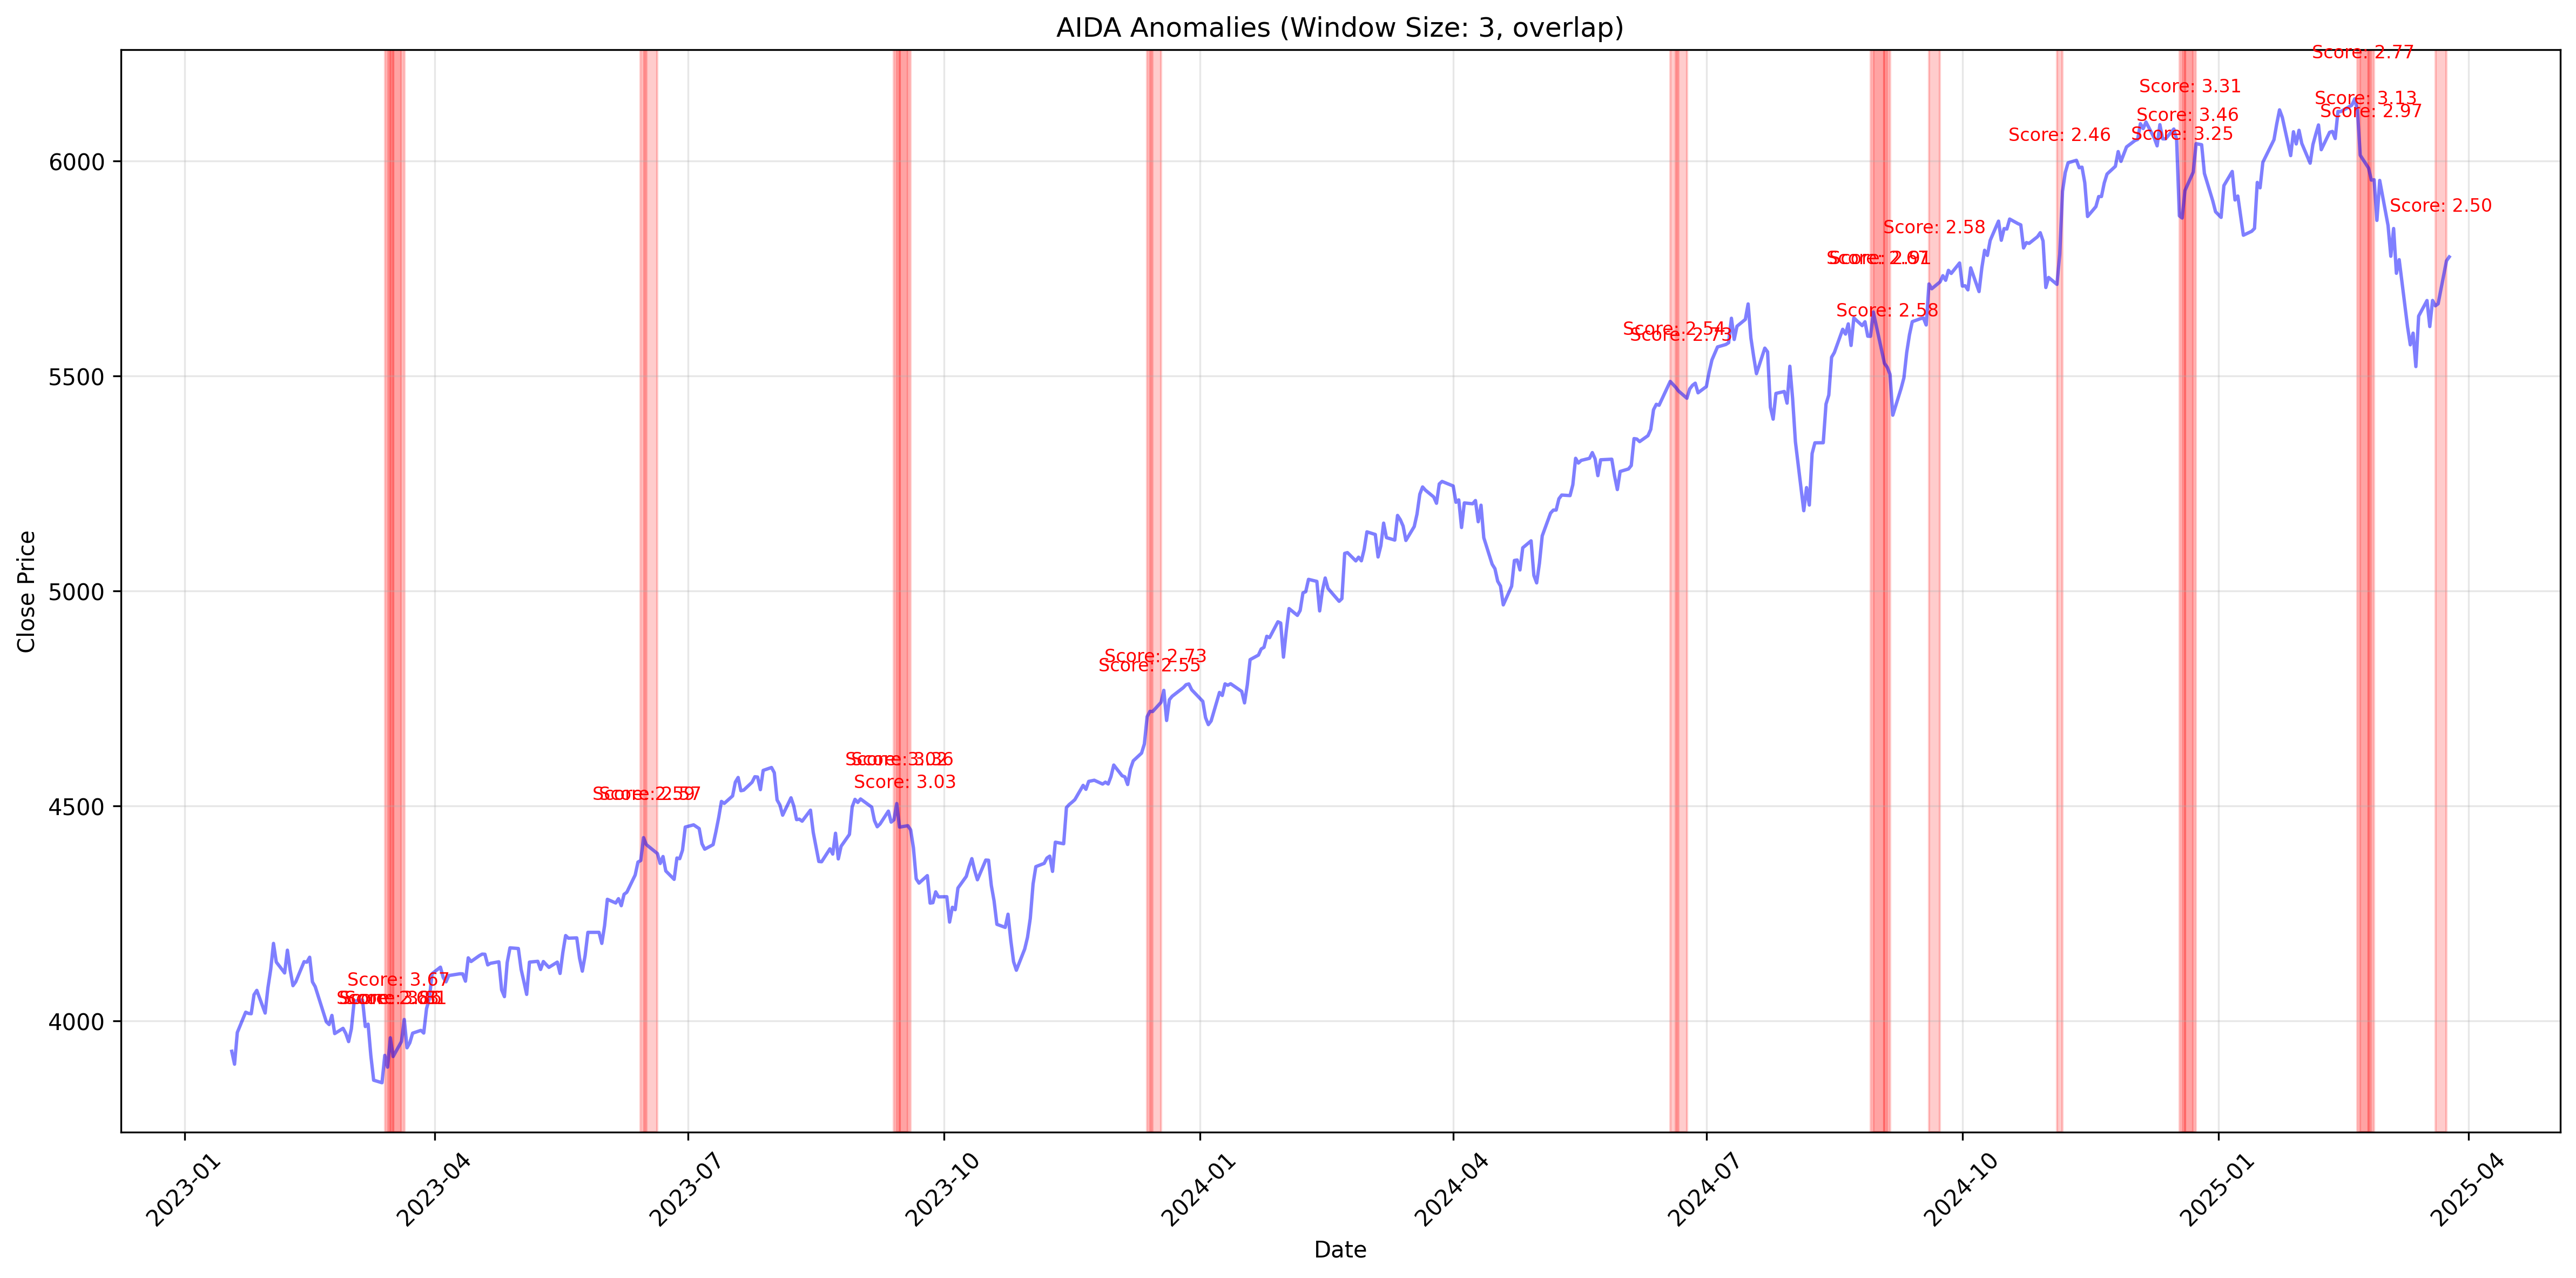 AIDA Anomalies (Window Size: 3, overlap)
Score: 2.77
Score: 3.31
Score: 3.13
Score: 2.97
Score: 3.46
Score: 3.25
Score: 2.46
Score: 2.50
Score: 2.58
Score:
Score: 2.58
Score: 2.54
Score: 2.73
Score: 2.73
Score: 2.55
Score:
Score: 3.03
Score:
Score: 3.67
Score:
6000
5500
5000
4500
4000
Close Price
2023-01
2023-04
2023-07
2023-10
2024-01
2024-04
2024-07
2024-10
2025-01
2025-04
Date